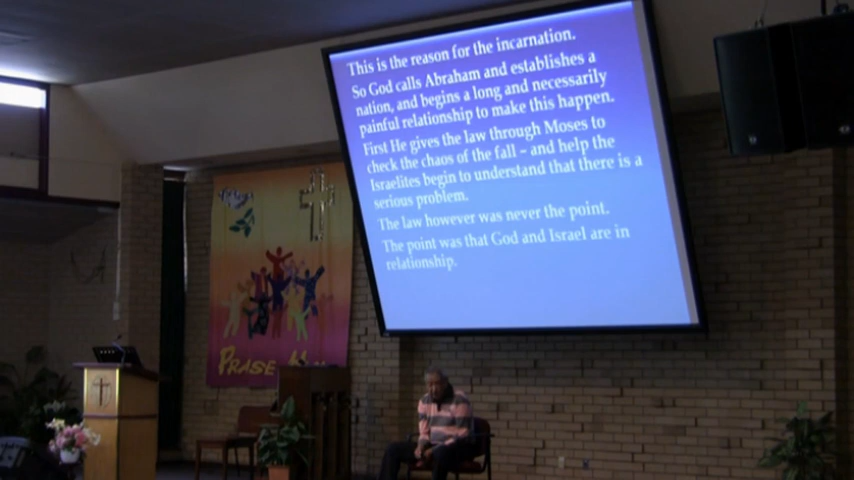 This is the reason for the incarnation.
So God calls Abraham and establishes a
nation, and begins a long and necessarily
painful relationship to make this happen.
First He gives the law through Moses to
check the chaos of the fall – and help the
Israelites begin to understand that there is a
serious problem.
The law however was never the point.
The point was that God and Israel are in
relationship.
PRAISE